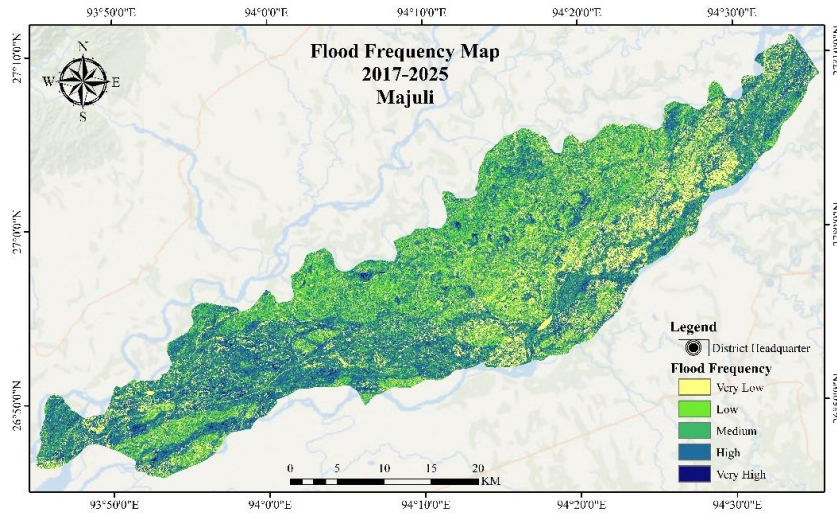 93°50'0"E 94°0'0"E 94°10'0"E 94°20'0"E 94°30'0"E
Flood Frequency Map
2017-2025
Majuli
N
W E
S
27°10'0"N
27°0'0"N
26°50'0"N
Legend
District Headquarter
Flood Frequency
Very Low
Low
Medium
High
Very High
0 5 10 15 20
KM
93°50'0"E 94°0'0"E 94°10'0"E 94°20'0"E 94°30'0"E